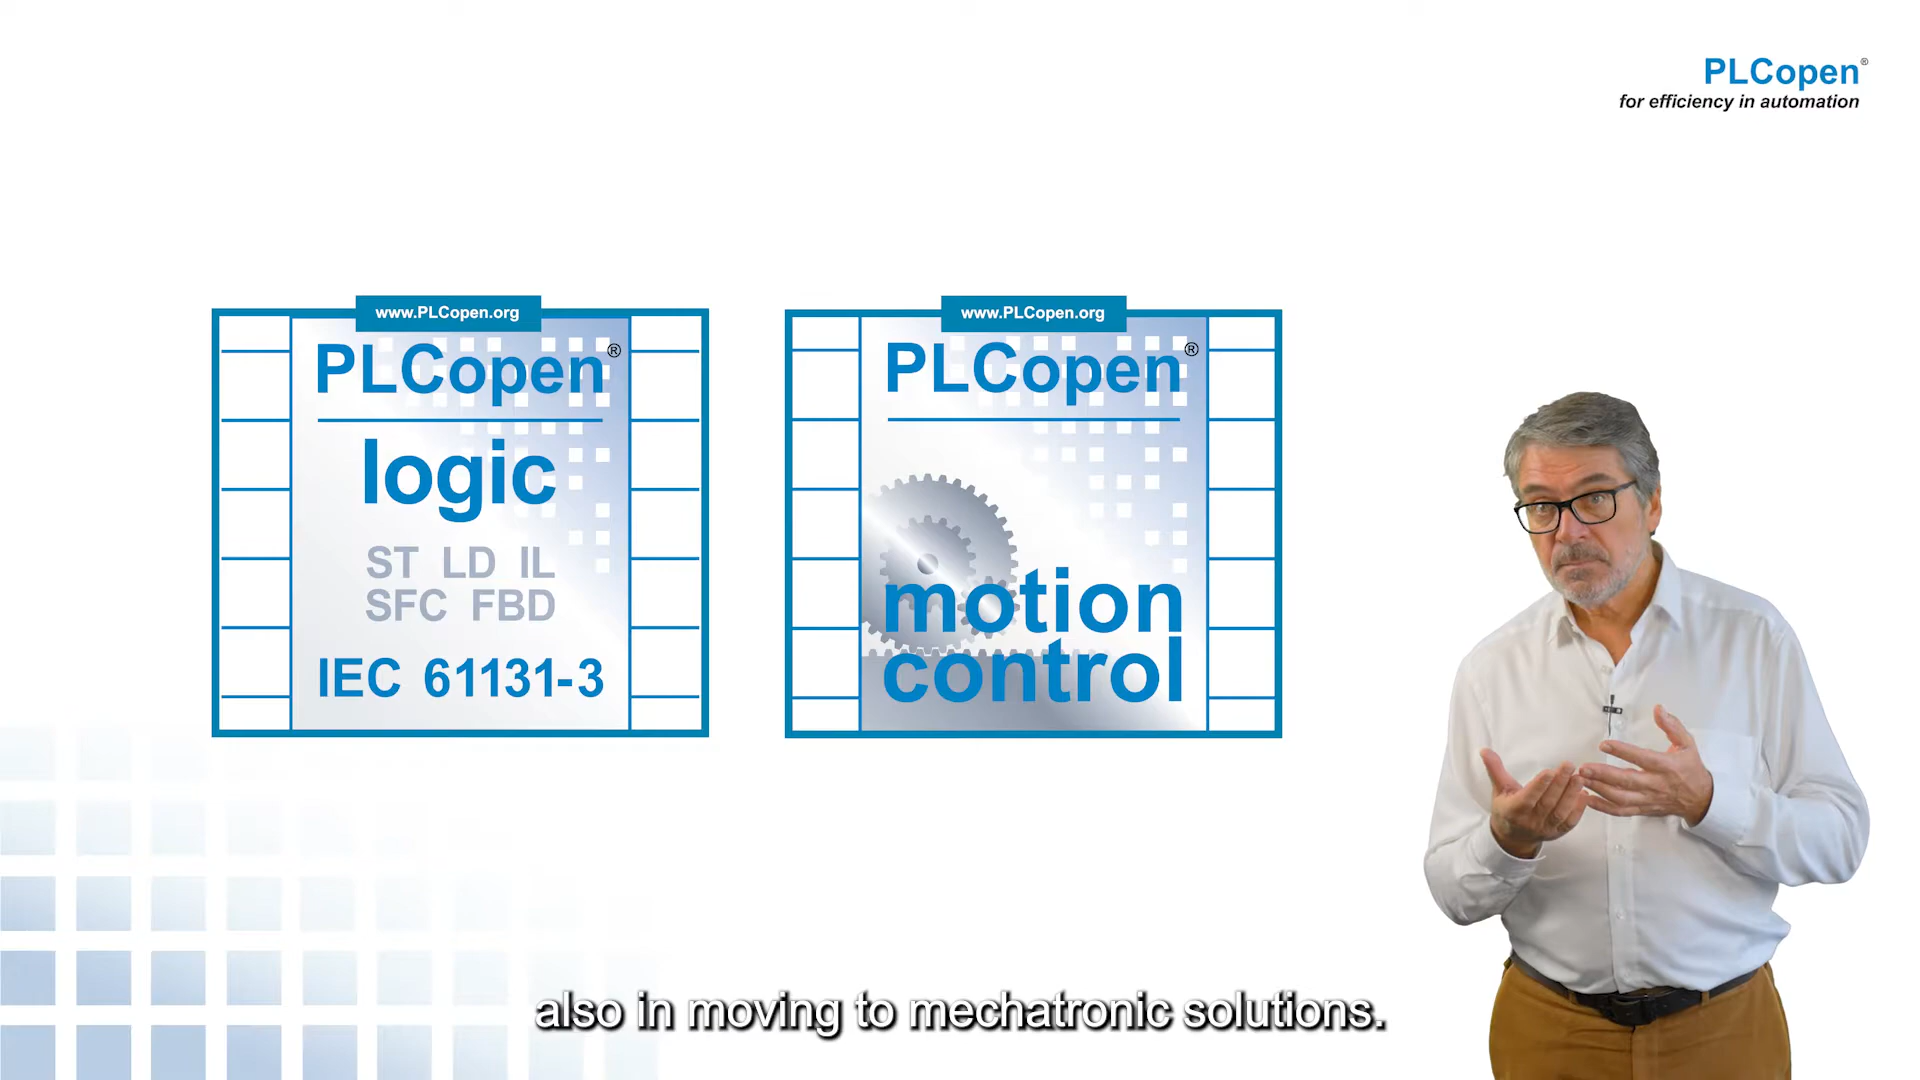 PLCopen®
for efficiency in automation
www.PLCopen.org
PLCopen®
logic
ST LD IL
SFC FBD
IEC 61131-3
www.PLCopen.org
PLCopen®
motion
control
also in moving to mechatronic solutions.